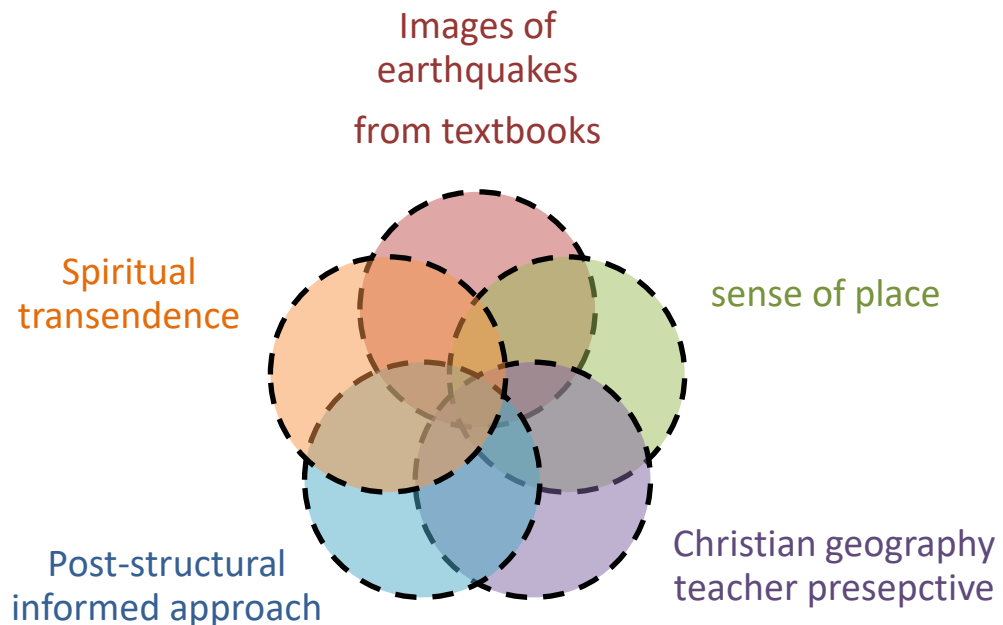 Images of
earthquakes
from textbooks
Spiritual
transendence
sense of place
Post-structural
informed approach
Christian geography
teacher presepctive